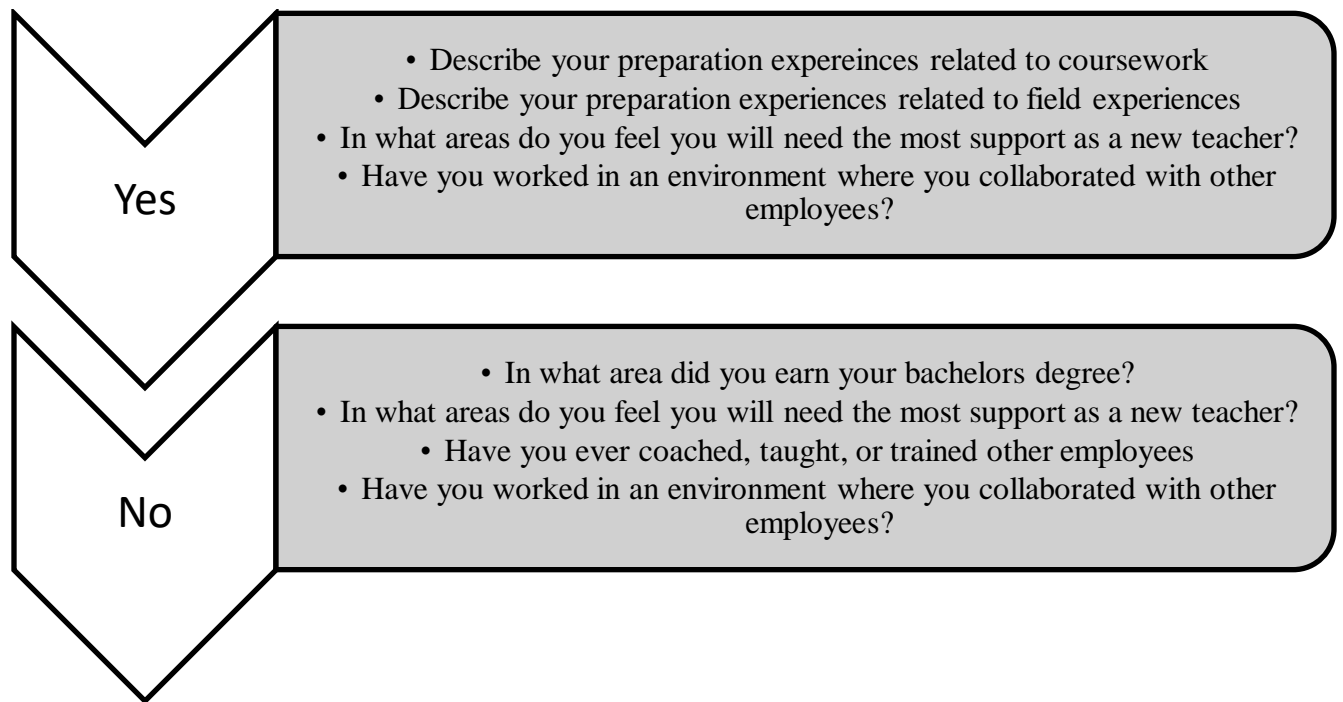 Yes
• Describe your preparation expereinces related to coursework
• Describe your preparation experiences related to field experiences
• In what areas do you feel you will need the most support as a new teacher?
• Have you worked in an environment where you collaborated with other
employees?
No
• In what area did you earn your bachelors degree?
• In what areas do you feel you will need the most support as a new teacher?
• Have you ever coached, taught, or trained other employees
• Have you worked in an environment where you collaborated with other
employees?